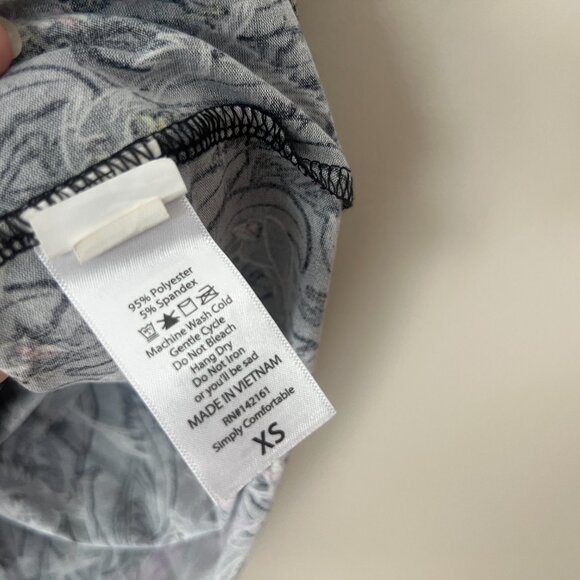 95% Polyester
5% Spandex
Machine Wash Cold
Gentle Cycle
Do Not Bleach
Hang Dry
Do Not Iron
or you'll be sad
MADE IN VIETNAM
RN#142161
Simply Comfortable
XS